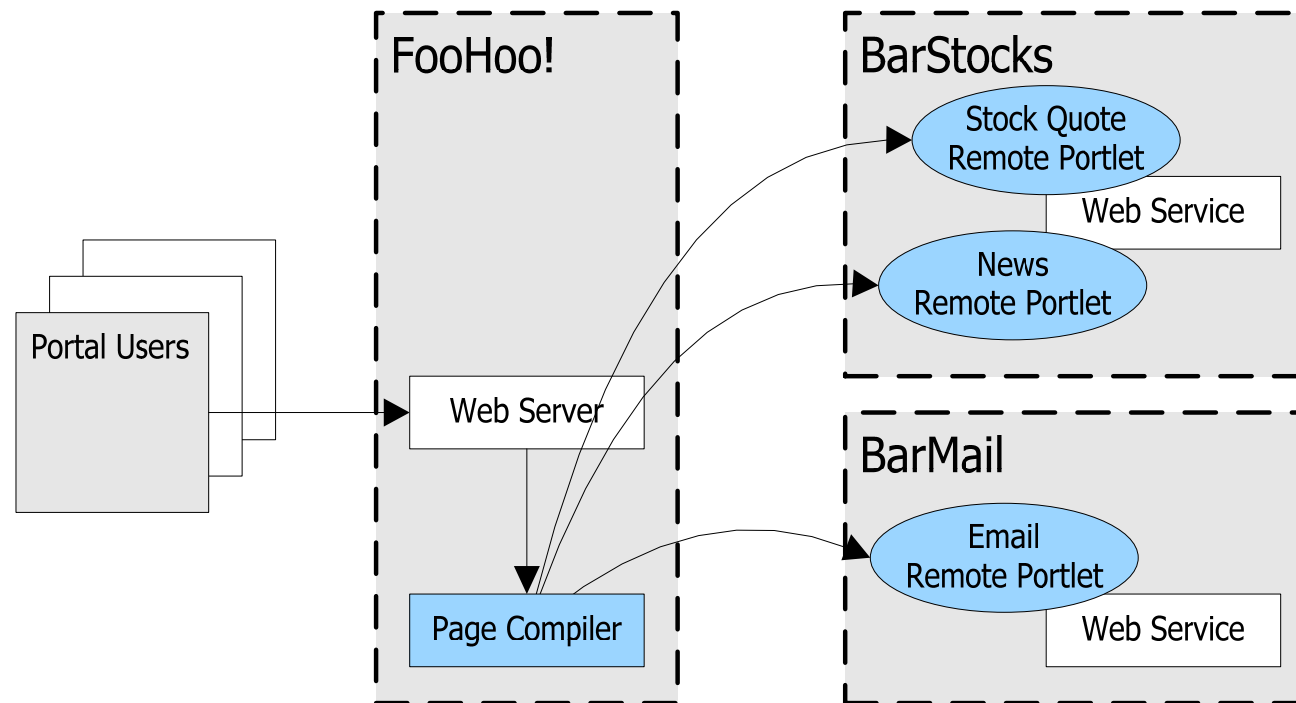 FooHoo!
BarStocks
Stock Quote
Remote Portlet
Web Service
News
Remote Portlet
Portal Users
Web Server
BarMail
Email
Remote Portlet
Page Compiler
Web Service